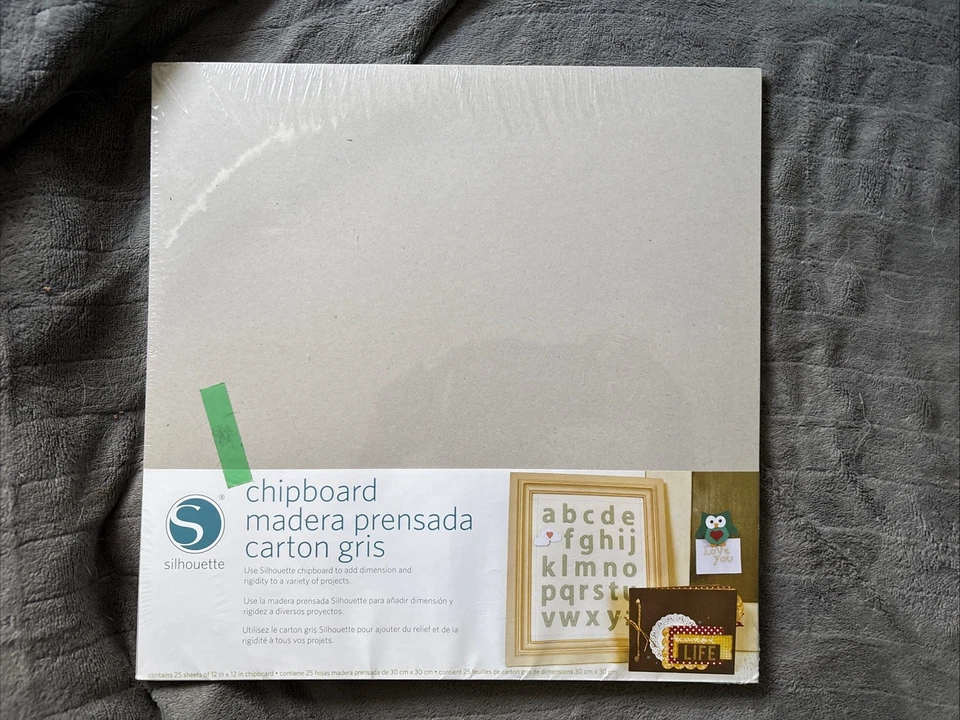 chipboard
madera prensada
carton gris
S
®
silhouette
Use Silhouette chipboard to add dimension and
rigidity to a variety of projects.
Use la madera prensada Silhouette para añadir dimensión y
rigidez a diversos proyectos.
Utilisez le carton gris Silhouette pour ajouter du relief et de la
rigidité à tous vos projets.
contains 25 sheets of 12 in x 12 in chipboard • contiene 25 hojas madera prensada de 30 cm x 30 cm • contient 25 feuilles de carton gris de dimensions 30 cm x 30 cm
abcde
fghij
klmno
pqrstu
vwxyz
love
you
LIFE